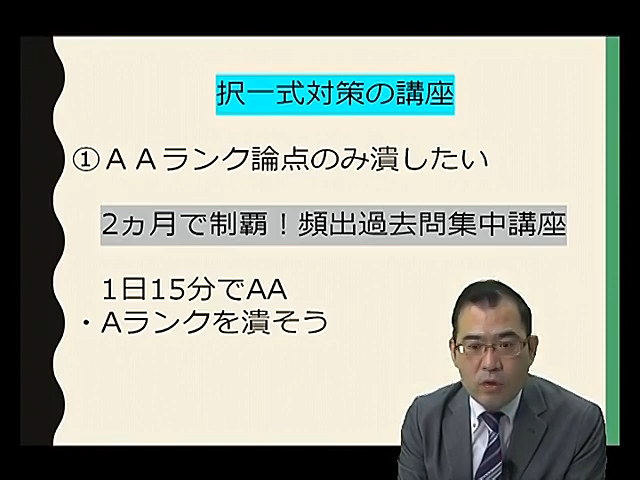 択一式対策の講座
①ＡＡランク論点のみ潰したい
2ヵ月で制覇！頻出過去問集中講座
1日15分でAA
・Aランクを潰そう